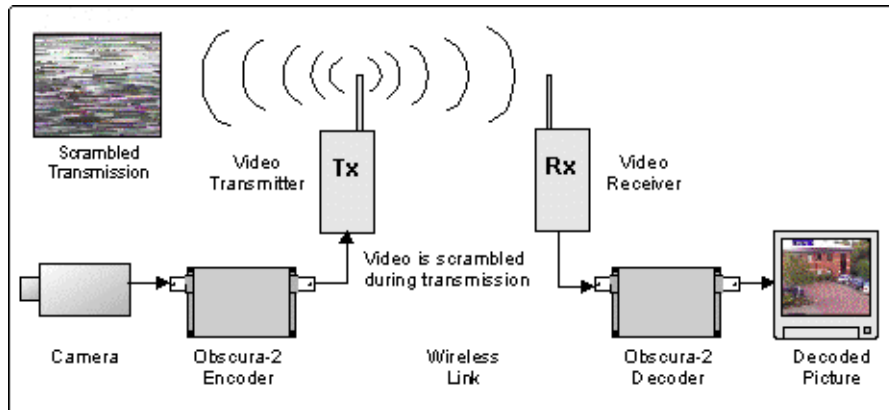 Scrambled
Transmission
Video
Transmitter
Tx
Rx
Video
Receiver
Video is scrambled
during transmission
Camera
Obscura-2
Encoder
Wireless
Link
Obscura-2
Decoder
Decoded
Picture